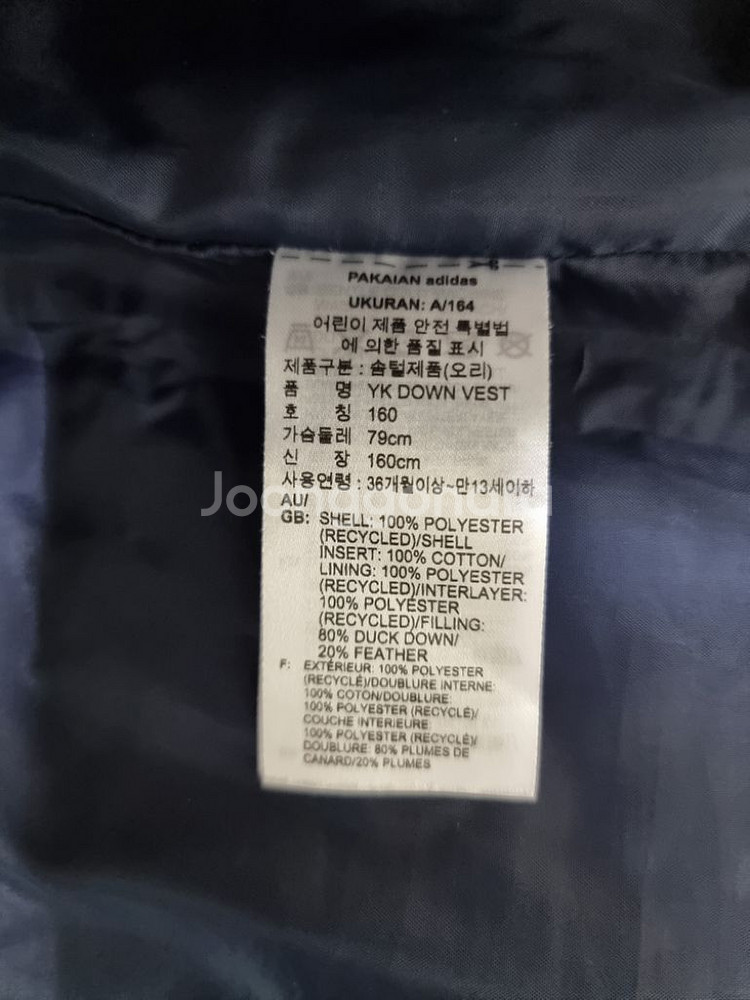 PAKAIAN adidas
UKURAN: A/164
어린이 제품 안전 특별법
에 의한 품질 표시
제품구분 : 솜털제품(오리)
품 명 YK DOWN VEST
호 칭 160
가슴둘레 79cm
신 장 160cm
사용연령 : 36개월이상~만13세이하
AU/
GB: SHELL: 100% POLYESTER
(RECYCLED)/SHELL
INSERT: 100% COTTON/
LINING: 100% POLYESTER
(RECYCLED)/INTERLAYER:
100% POLYESTER
(RECYCLED)/FILLING:
80% DUCK DOWN/
20% FEATHER
F: EXTÉRIEUR: 100% POLYESTER
(RECYCLÉ)/DOUBLURE INTERNE:
100% COTON/DOUBLURE:
100% POLYESTER (RECYCLÉ)/
COUCHE INTERIEURE:
100% POLYESTER (RECYCLÉ)/
DOUBLURE: 80% PLUMES DE
CANARD/20% PLUMES